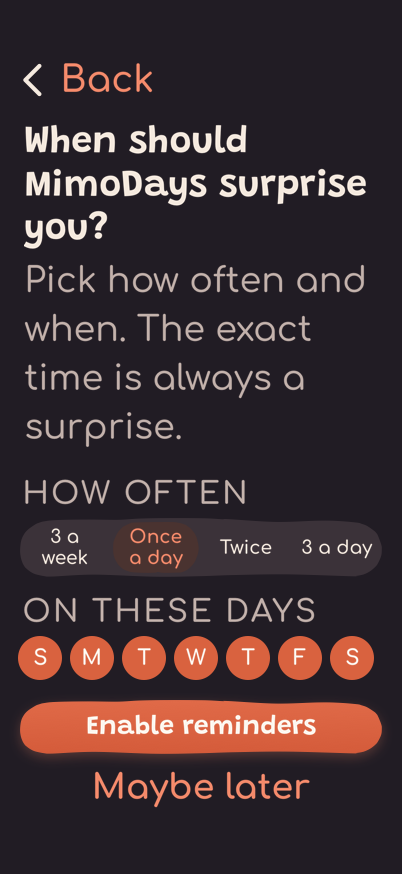 Back
When should
MimoDays surprise
you?
Pick how often and
when. The exact
time is always a
surprise.
HOW OFTEN
3 a week Once a day Twice 3 a day
ON THESE DAYS
S M T W T F S
Enable reminders
Maybe later